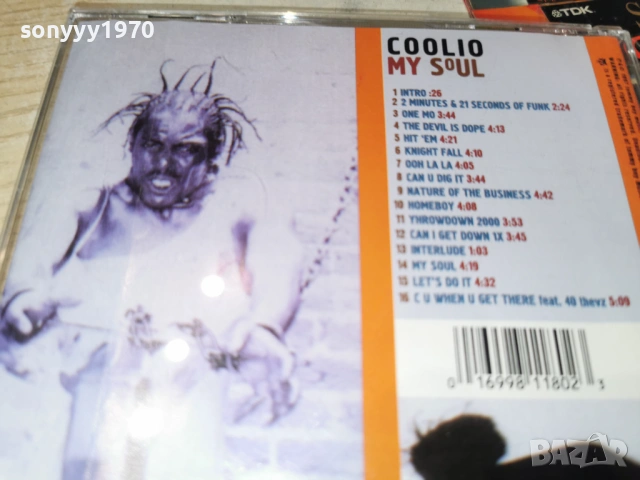 sonyyy1970
TDK
COOLIO
MY SOUL
1 INTRO :26
2 2 MINUTES & 21 SECONDS OF FUNK 2:24
3 ONE MO 3:44
4 THE DEVIL IS DOPE 4:13
5 HIT 'EM 4:21
6 KNIGHT FALL 4:10
7 OOH LA LA 4:05
8 CAN U DIG IT 3:44
9 NATURE OF THE BUSINESS 4:42
10 HOMEBOY 4:08
11 YHROWDOWN 2000 3:53
12 CAN I GET DOWN 1X 3:45
13 INTERLUDE 1:03
14 MY SOUL 4:19
15 LET'S DO IT 4:32
16 C U WHEN U GET THERE feat. 40 thevz 5:09
0 16998 11802 3
BAZAR